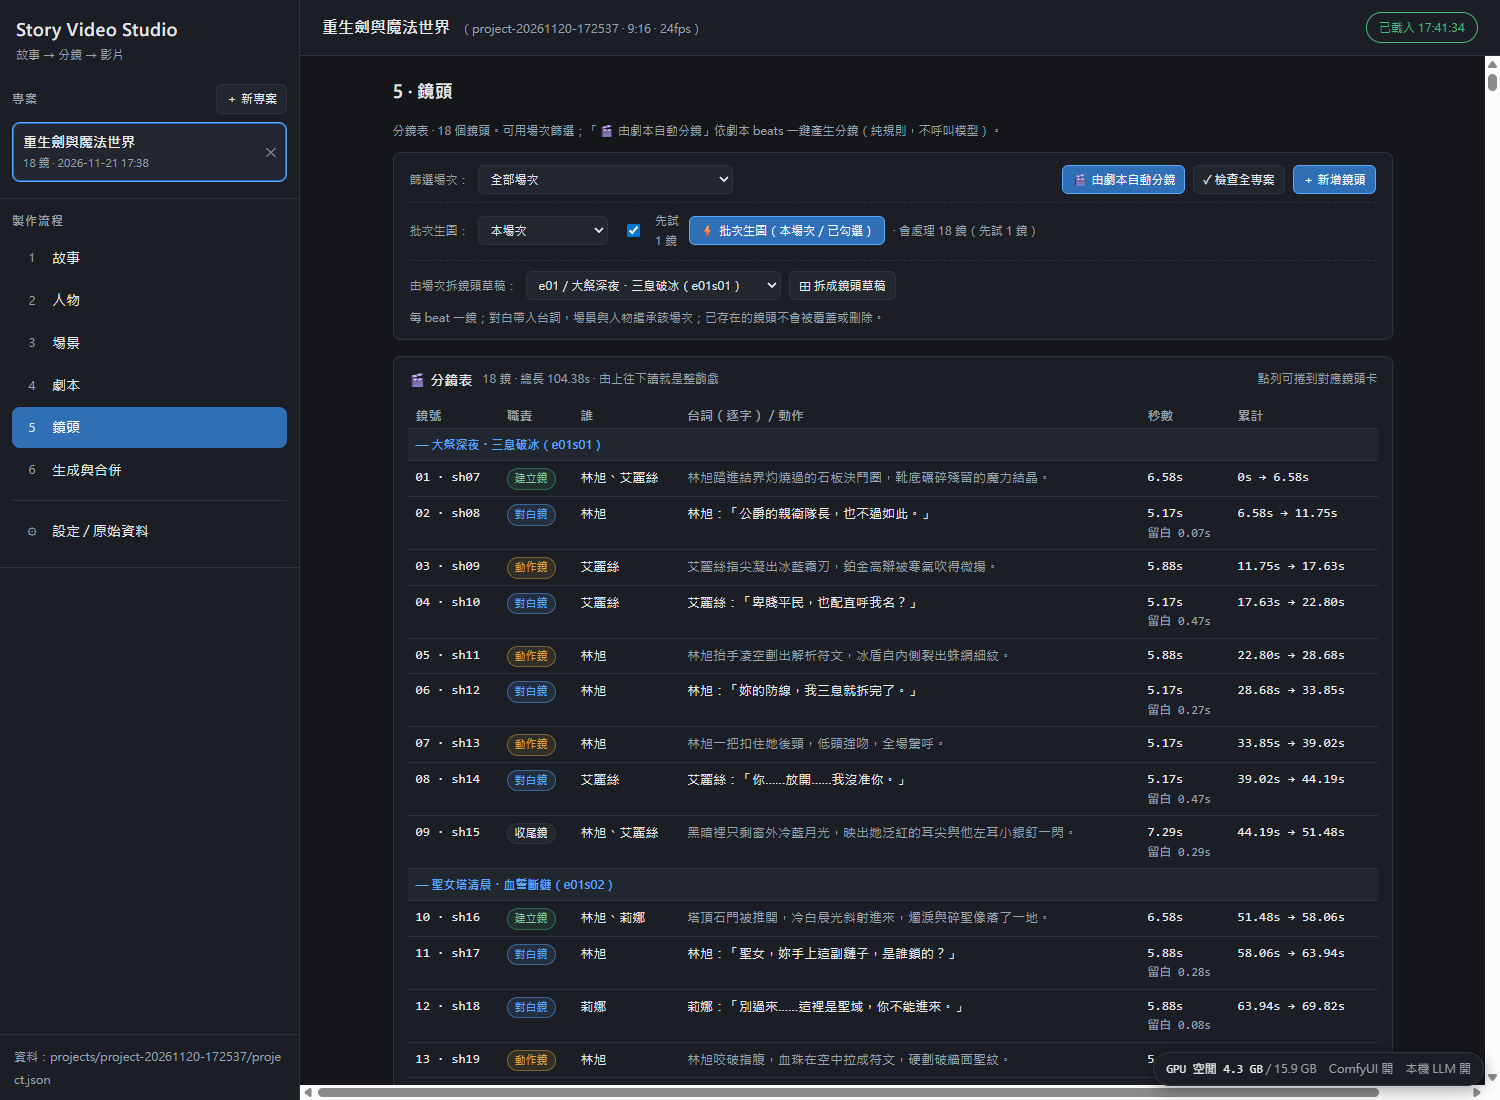 Story Video Studio
故事 → 分鏡 → 影片
專案
+ 新專案
重生劍與魔法世界
18 鏡 · 2026-11-21 17:38
×
製作流程
1 故事
2 人物
3 場景
4 劇本
5 鏡頭
6 生成與合併
⚙ 設定 / 原始資料
資料：projects/project-20261120-172537/proje
ct.json
重生劍與魔法世界 （ project-20261120-172537 · 9:16 · 24fps ）
已載入 17:41:34
5 · 鏡頭
分鏡表 · 18 個鏡頭。可用場次篩選；「🎬 由劇本自動分鏡」依劇本 beats 一鍵產生分鏡（純規則，不呼叫模型）。
篩選場次： 全部場次 🎬 由劇本自動分鏡 ✓檢查全專案 + 新增鏡頭
批次生圖： 本場次 先試
1 鏡 ⚡ 批次生圖（本場次 / 已勾選） · 會處理 18 鏡（先試 1 鏡）
由場次拆鏡頭草稿： e01 / 大祭深夜．三息破冰（e01s01） 田 拆成鏡頭草稿
每 beat 一鏡；對白帶入台詞，場景與人物繼承該場次；已存在的鏡頭不會被覆蓋或刪除。
🎬 分鏡表 18 鏡 · 總長 104.38s · 由上往下讀就是整齣戲 點列可捲到對應鏡頭卡
鏡號 職責 誰 台詞（逐字）/ 動作 秒數 累計
— 大祭深夜．三息破冰（e01s01）
01 · sh07 建立鏡 林旭、艾麗絲 林旭踏進結界灼燒過的石板決鬥圈，靴底碾碎殘留的魔力結晶。 6.58s 0s → 6.58s
02 · sh08 對白鏡 林旭 林旭：「公爵的親衛隊長，也不過如此。」 5.17s 6.58s → 11.75s
留白 0.07s
03 · sh09 動作鏡 艾麗絲 艾麗絲指尖凝出冰藍霜刃，鉑金高辮被寒氣吹得微揚。 5.88s 11.75s → 17.63s
04 · sh10 對白鏡 艾麗絲 艾麗絲：「卑賤平民，也配直呼我名？」 5.17s 17.63s → 22.80s
留白 0.47s
05 · sh11 動作鏡 林旭 林旭抬手凌空劃出解析符文，冰盾自內側裂出蛛網細紋。 5.88s 22.80s → 28.68s
06 · sh12 對白鏡 林旭 林旭：「妳的防線，我三息就拆完了。」 5.17s 28.68s → 33.85s
留白 0.27s
07 · sh13 動作鏡 林旭 林旭一把扣住她後頸，低頭強吻，全場驚呼。 5.17s 33.85s → 39.02s
08 · sh14 對白鏡 艾麗絲 艾麗絲：「你……放開……我沒准你。」 5.17s 39.02s → 44.19s
留白 0.47s
09 · sh15 收尾鏡 林旭、艾麗絲 黑暗裡只剩窗外冷藍月光，映出她泛紅的耳尖與他左耳小銀釘一閃。 7.29s 44.19s → 51.48s
留白 0.29s
— 聖女塔清晨．血誓斷鏈（e01s02）
10 · sh16 建立鏡 林旭、莉娜 塔頂石門被推開，冷白晨光斜射進來，燭淚與碎聖像落了一地。 6.58s 51.48s → 58.06s
11 · sh17 對白鏡 林旭 林旭：「聖女，妳手上這副鏈子，是誰鎖的？」 5.88s 58.06s → 63.94s
留白 0.28s
12 · sh18 對白鏡 莉娜 莉娜：「別過來……這裡是聖域，你不能進來。」 5.88s 63.94s → 69.82s
留白 0.08s
13 · sh19 動作鏡 林旭 林旭咬破指腹，血珠在空中拉成符文，硬劃破牆面聖紋。 5
GPU 空閒 4.3 GB / 15.9 GB ComfyUI 開 本機 LLM 開